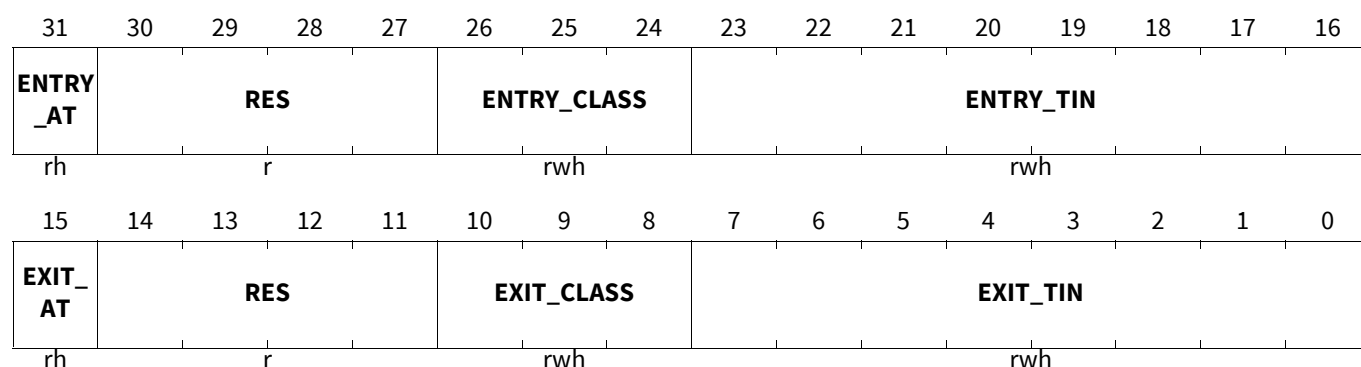 31 30 29 28 27 26 25 24 23 22 21 20 19 18 17 16
ENTRY
_AT
RES
ENTRY_CLASS
ENTRY_TIN
rh r rwh rwh
15 14 13 12 11 10 9 8 7 6 5 4 3 2 1 0
EXIT_
AT
RES
EXIT_CLASS
EXIT_TIN
rh r rwh rwh